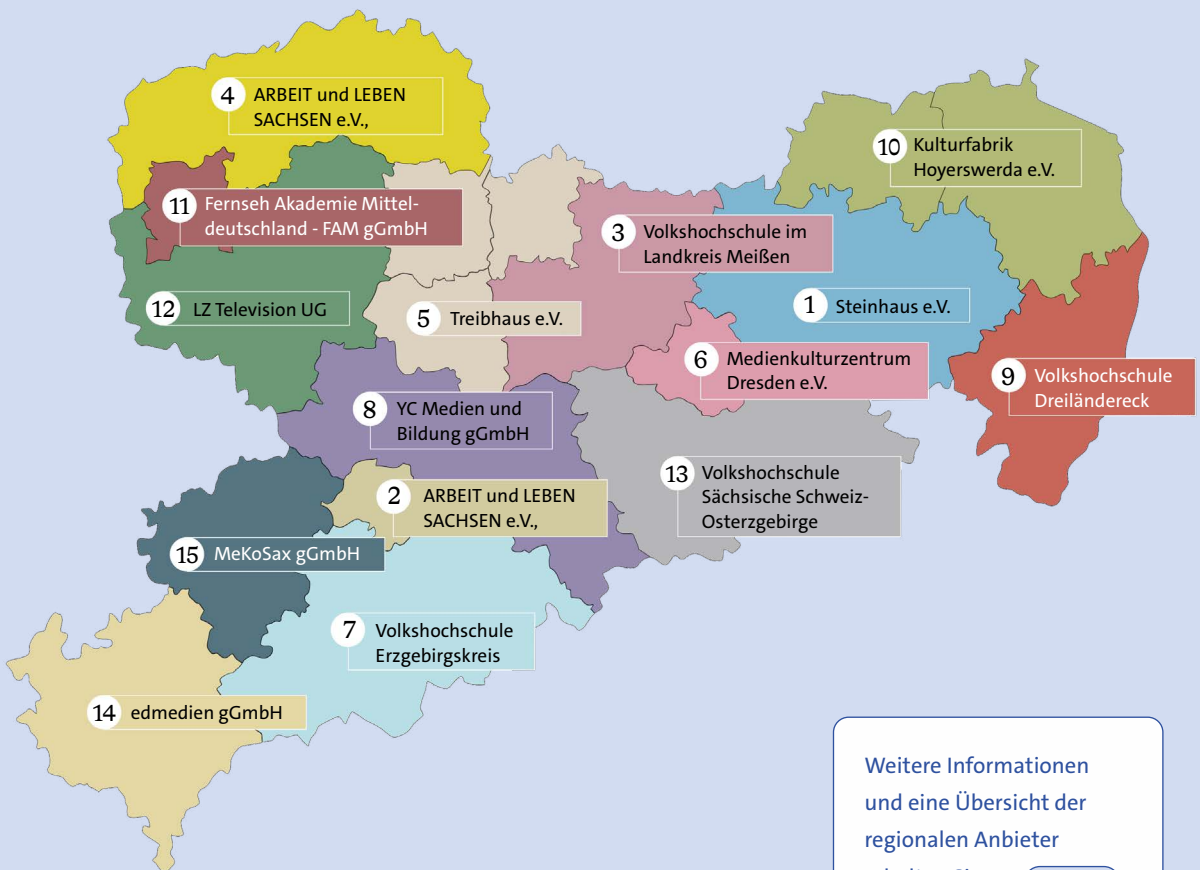 4 ARBEIT und LEBEN
SACHSEN e.V.,
10 Kulturfabrik
Hoyerswerda e.V.
11 Fernseh Akademie Mittel-
deutschland - FAM gGmbH
3 Volkshochschule im
Landkreis Meißen
12 LZ Television UG
5 Treibhaus e.V.
1 Steinhaus e.V.
6 Medienkulturzentrum
Dresden e.V.
9 Volkshochschule
Dreiländereck
8 YC Medien und
Bildung gGmbH
13 Volkshochschule
Sächsische Schweiz-
Osterzgebirge
2 ARBEIT und LEBEN
SACHSEN e.V.,
15 MeKoSax gGmbH
7 Volkshochschule
Erzgebirgskreis
14 edmedien gGmbH
Weitere Informationen
und eine Übersicht der
regionalen Anbieter